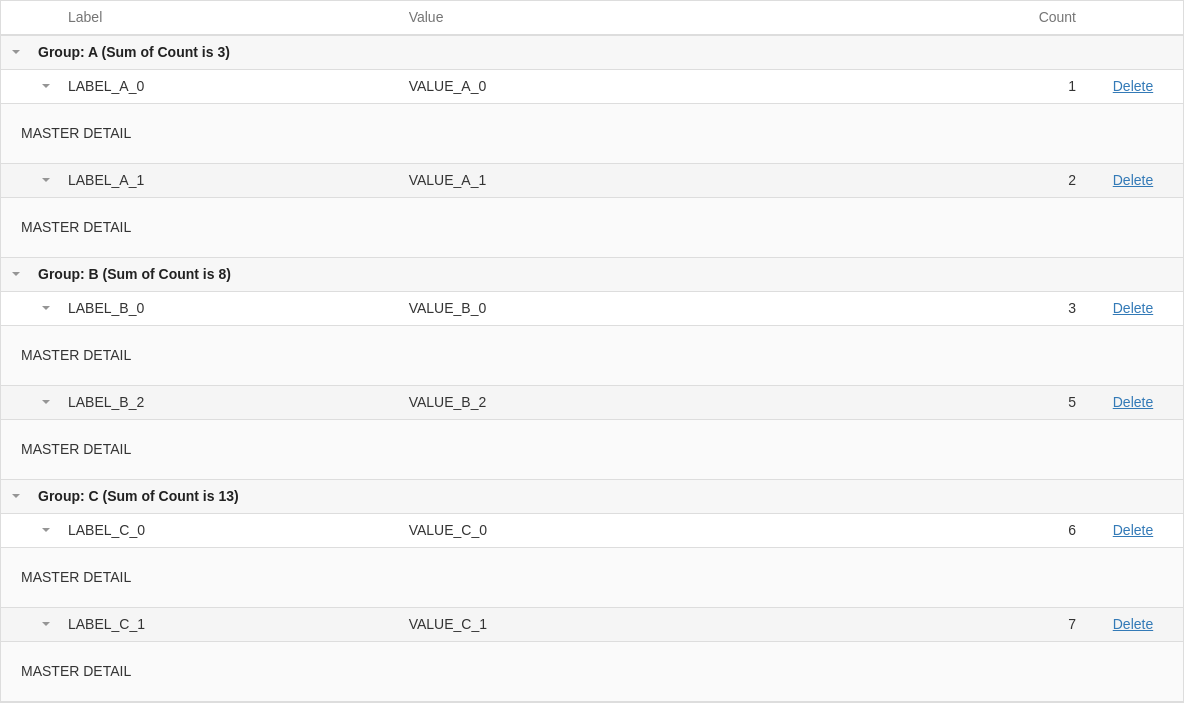 Label Value Count
Group: A (Sum of Count is 3)
LABEL_A_0 VALUE_A_0 1 Delete
MASTER DETAIL
LABEL_A_1 VALUE_A_1 2 Delete
MASTER DETAIL
Group: B (Sum of Count is 8)
LABEL_B_0 VALUE_B_0 3 Delete
MASTER DETAIL
LABEL_B_2 VALUE_B_2 5 Delete
MASTER DETAIL
Group: C (Sum of Count is 13)
LABEL_C_0 VALUE_C_0 6 Delete
MASTER DETAIL
LABEL_C_1 VALUE_C_1 7 Delete
MASTER DETAIL